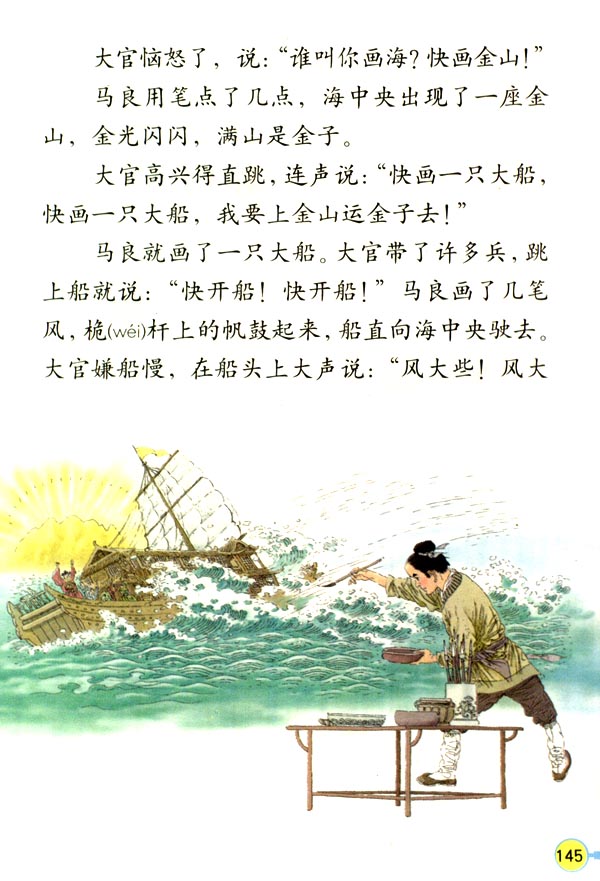 大官恼怒了，说：“谁叫你画海？快画金山！”
马良用笔点了几点，海中央出现了一座金
山，金光闪闪，满山是金子。
大官高兴得直跳，连声说：“快画一只大船，
快画一只大船，我要上金山运金子去！”
马良就画了一只大船。大官带了许多兵，跳
上船就说：“快开船！快开船！”马良画了几笔
风，桅(wéi)杆上的帆鼓起来，船直向海中央驶去。
大官嫌船慢，在船头上大声说：“风大些！风大
145